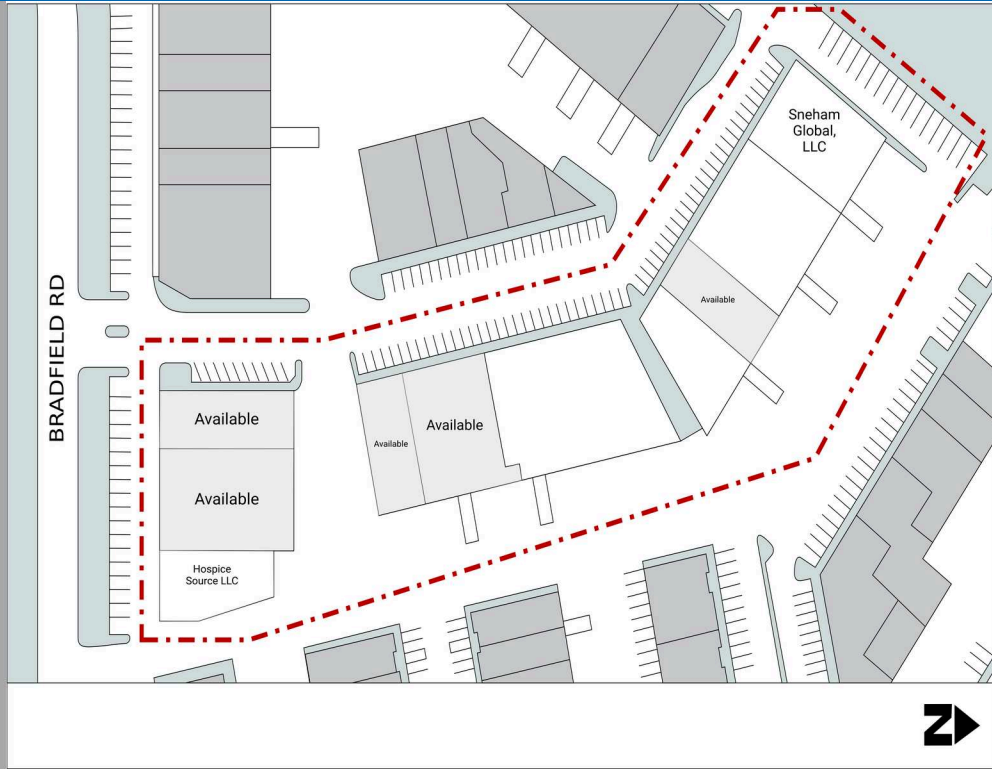 Sneham
Global,
LLC
Available
BRADFIELD RD
Available
Available
Available
Available
Hospice
Source LLC
N